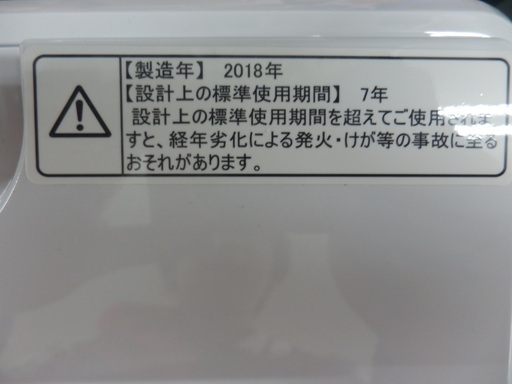 【製造年】 2018年
【設計上の標準使用期間】 7年
設計上の標準使用期間を超えてご使用されま
すと、経年劣化による発火・けが等の事故に至る
おそれがあります。